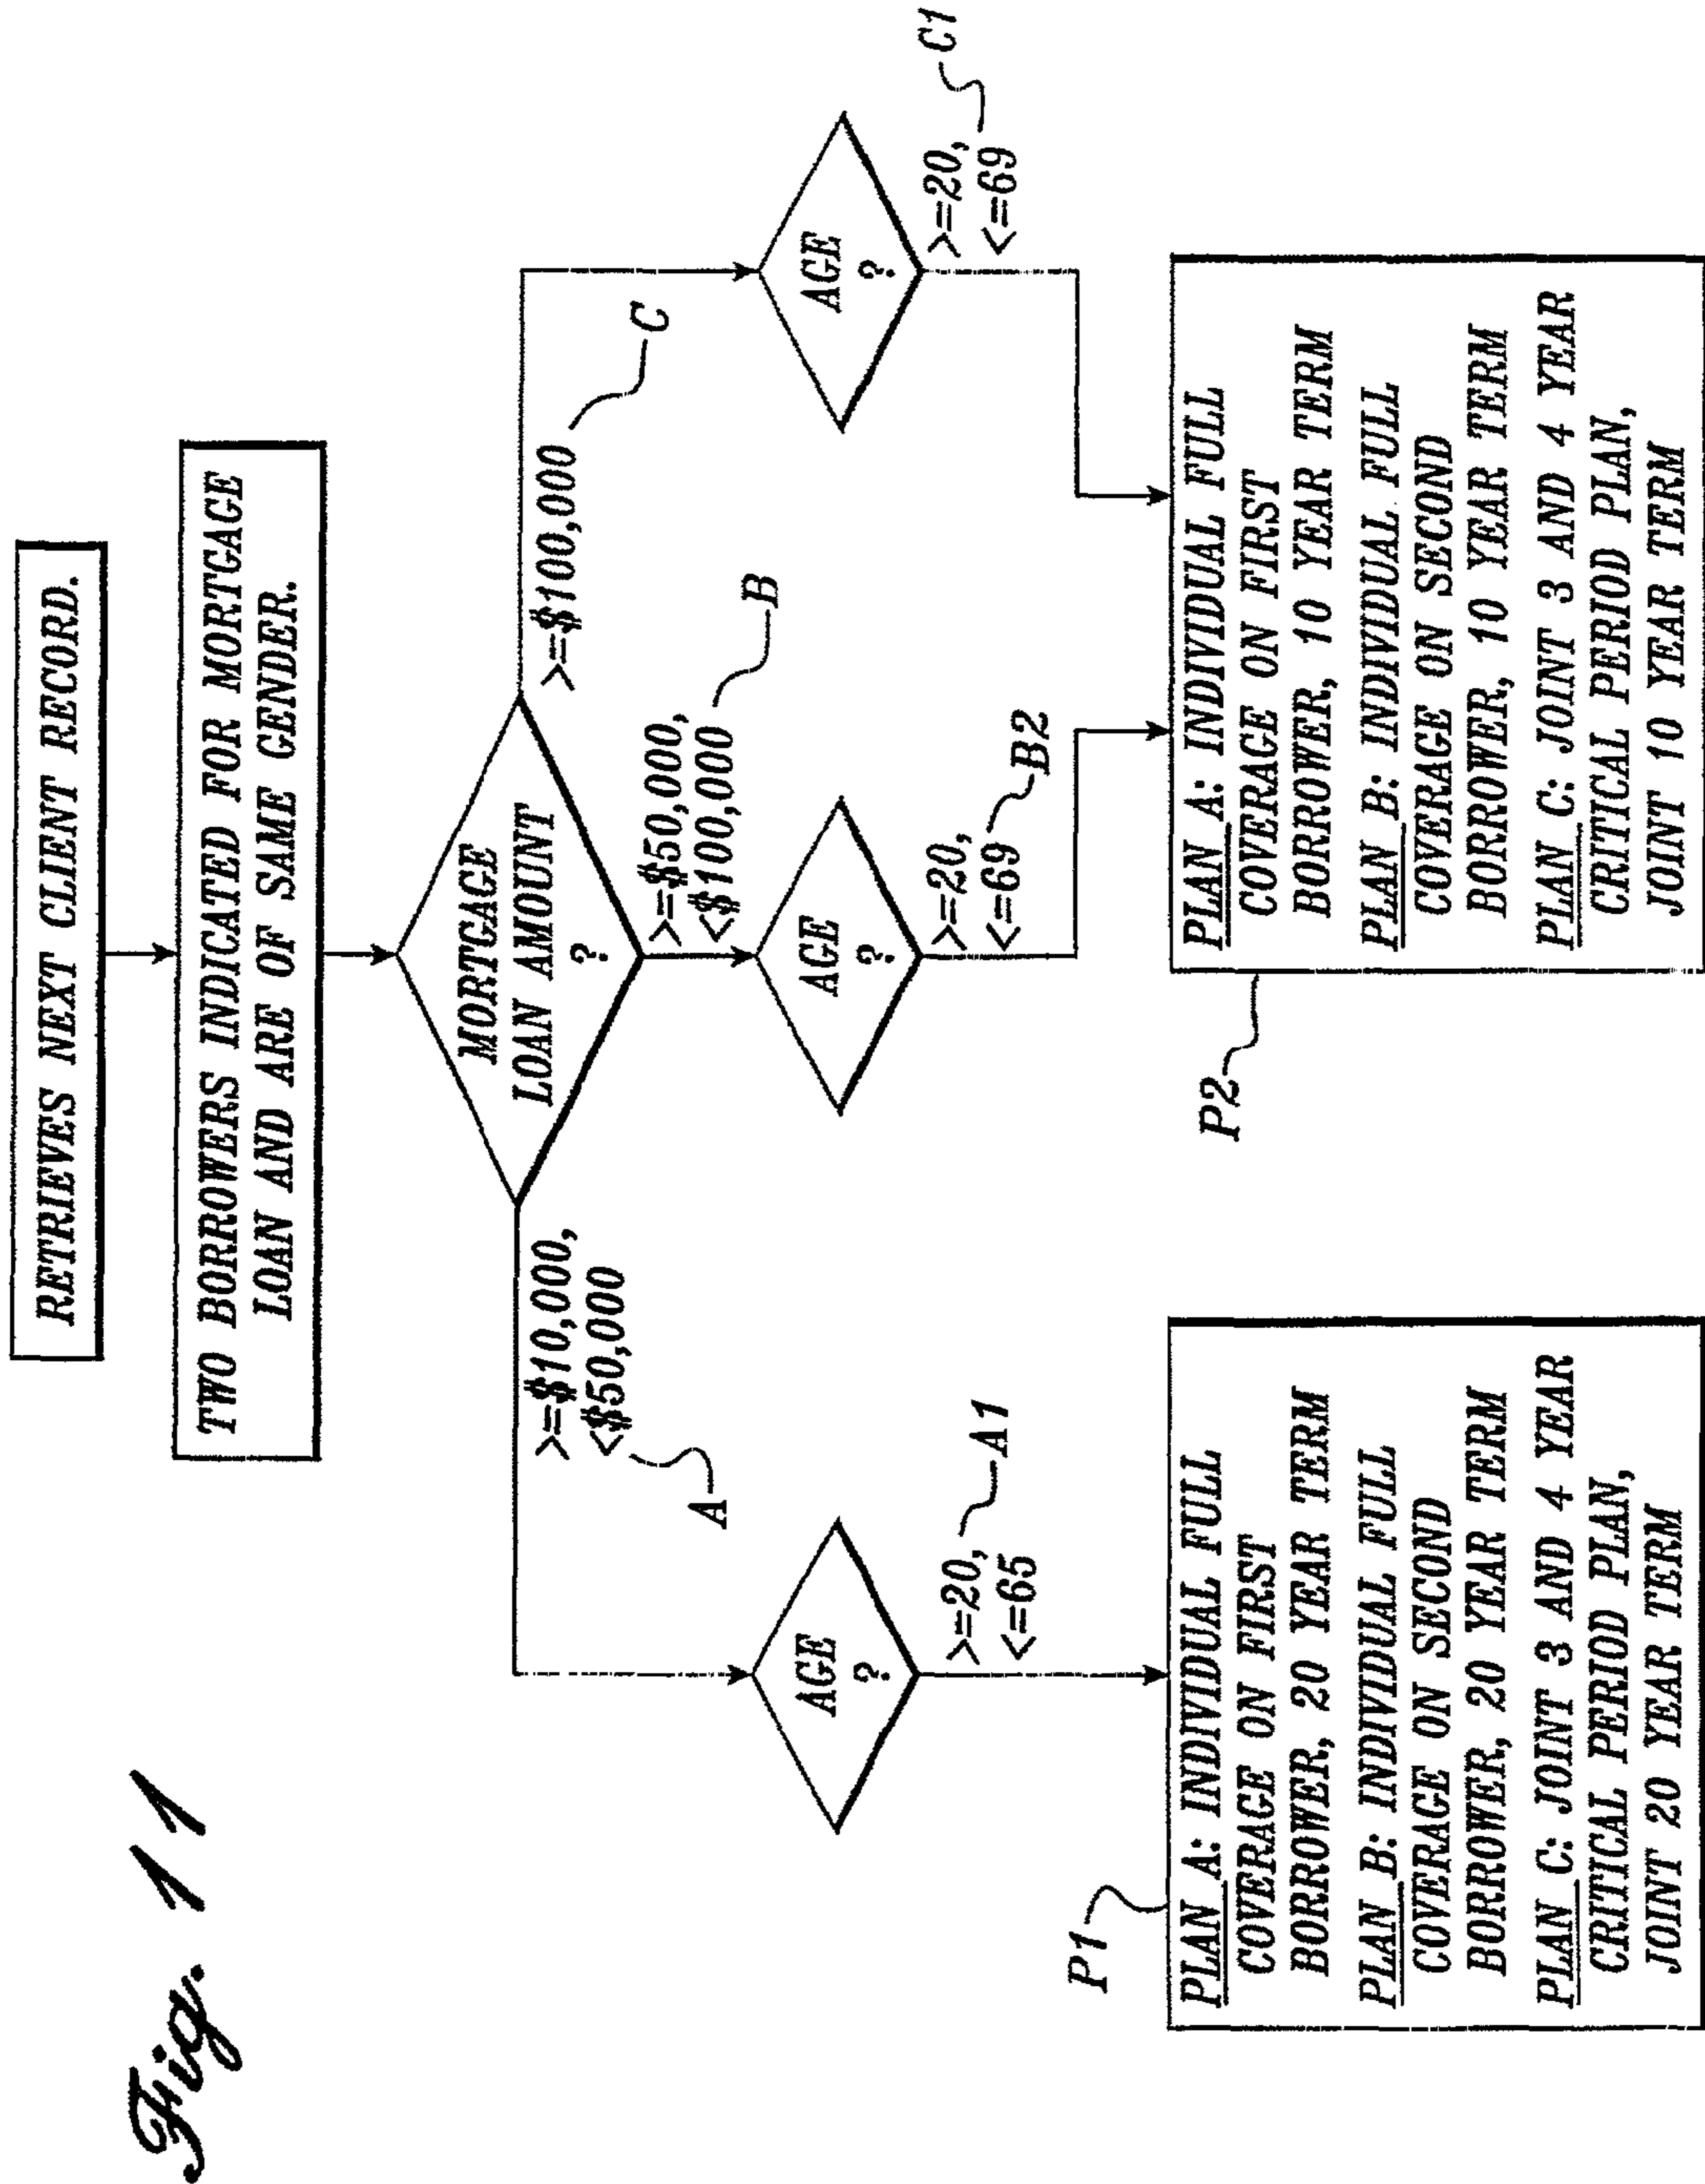 Fig. 11
RETRIEVES NEXT CLIENT RECORD.
TWO BORROWERS INDICATED FOR MORTGAGE
LOAN AND ARE OF SAME GENDER.
MORTGAGE
LOAN AMOUNT
?
>=$10,000,
<$50,000
A
>=$50,000,
<$100,000
B
>=$100,000
C
AGE
?
>=20,
<=65
A1
AGE
?
>=20,
<=69
B2
AGE
?
>=20,
<=69
C1
P1
PLAN A: INDIVIDUAL FULL
COVERAGE ON FIRST
BORROWER, 20 YEAR TERM
PLAN B: INDIVIDUAL FULL
COVERAGE ON SECOND
BORROWER, 20 YEAR TERM
PLAN C: JOINT 3 AND 4 YEAR
CRITICAL PERIOD PLAN,
JOINT 20 YEAR TERM
P2
PLAN A: INDIVIDUAL FULL
COVERAGE ON FIRST
BORROWER, 10 YEAR TERM
PLAN B: INDIVIDUAL FULL
COVERAGE ON SECOND
BORROWER, 10 YEAR TERM
PLAN C: JOINT 3 AND 4 YEAR
CRITICAL PERIOD PLAN,
JOINT 10 YEAR TERM